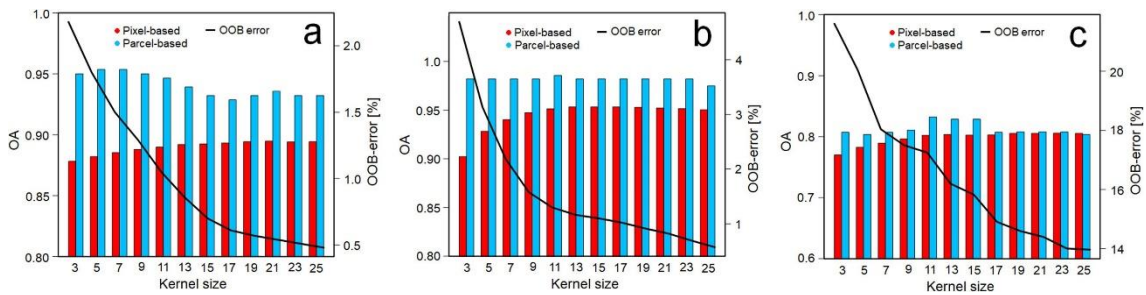 a
Pixel-based
Parcel-based
OOB error
1.0
0.95
0.90
0.85
0.80
OA
2.0
1.5
1.0
0.5
OOB-error [%]
3 5 7 9 11 13 15 17 19 21 23 25
Kernel size
b
Pixel-based
Parcel-based
OOB error
1.0
0.95
0.90
0.85
0.80
OA
4
3
2
1
OOB-error [%]
3 5 7 9 11 13 15 17 19 21 23 25
Kernel size
c
Pixel-based
Parcel-based
OOB error
1.0
0.9
0.8
0.7
0.6
OA
20
18
16
14
OOB-error [%]
3 5 7 9 11 13 15 17 19 21 23 25
Kernel size